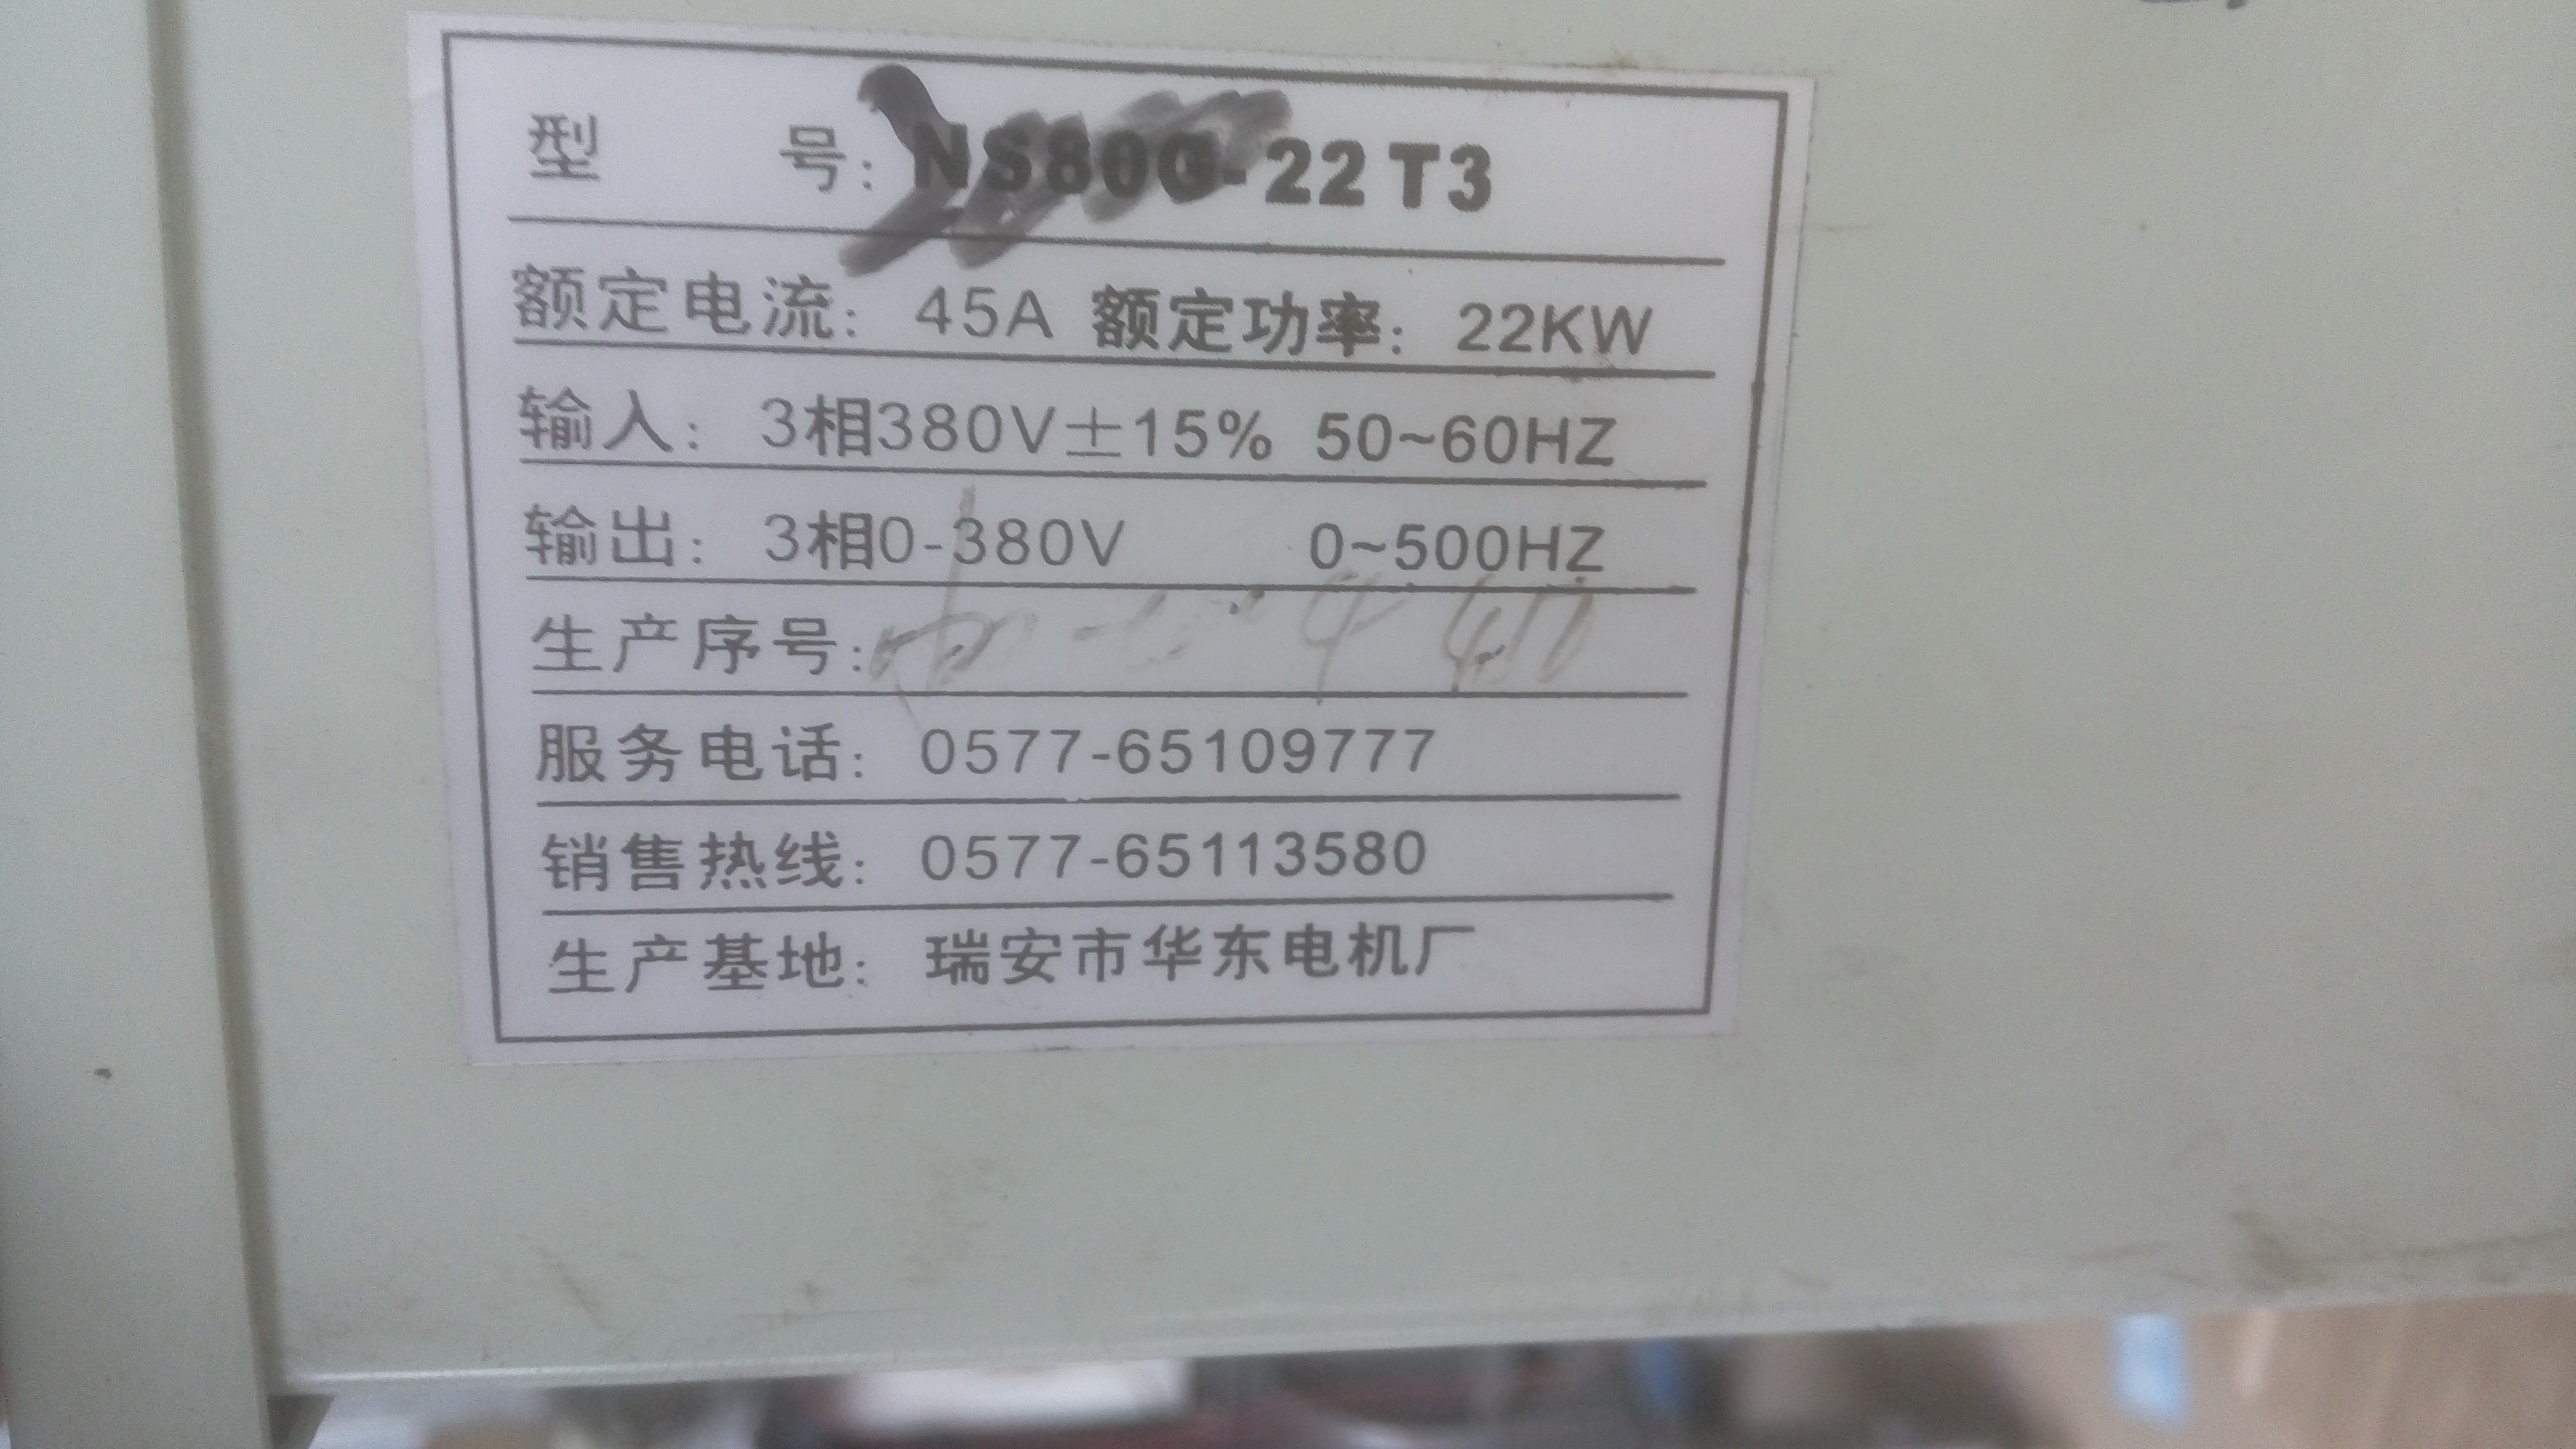 型 号: NS80G-22T3
额定电流: 45A 额定功率: 22KW
输入: 3相380V±15% 50~60HZ
输出: 3相0-380V 0~500HZ
生产序号:
服务电话: 0577-65109777
销售热线: 0577-65113580
生产基地: 瑞安市华东电机厂